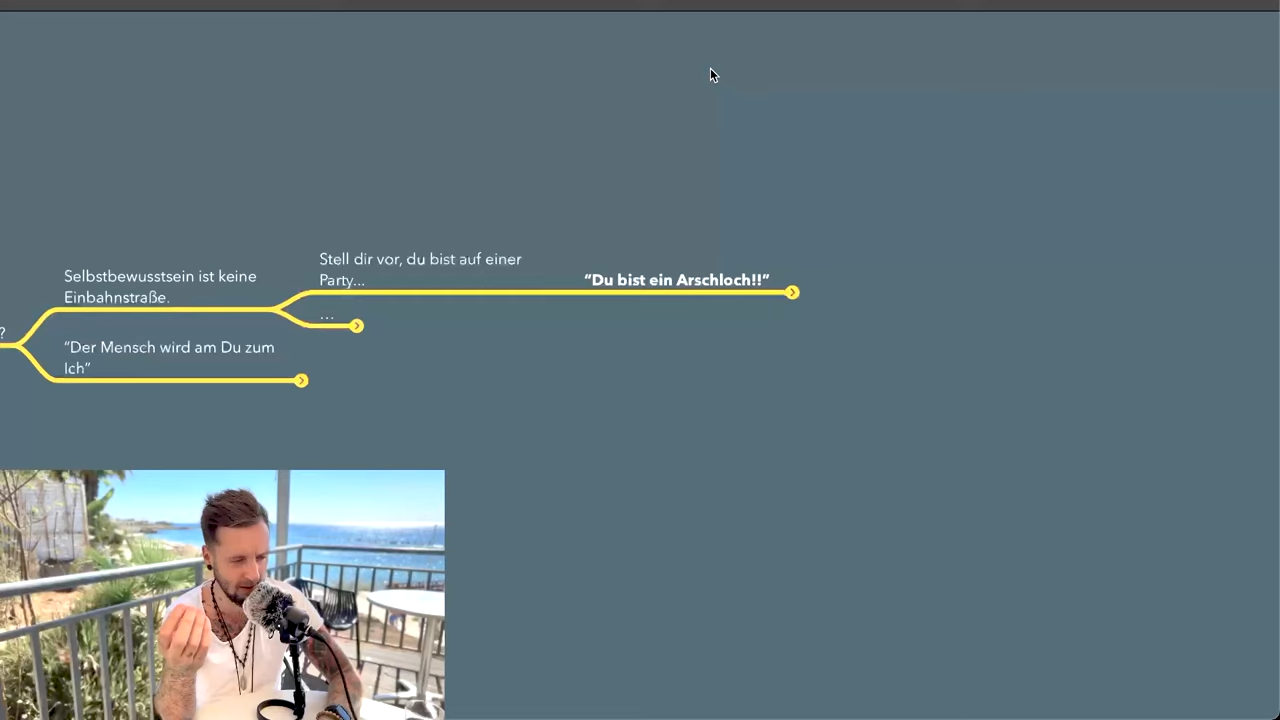 Stell dir vor, du bist auf einer
Party...
“Du bist ein Arschloch!!”
Selbstbewusstsein ist keine
Einbahnstraße.
...
?
“Der Mensch wird am Du zum
Ich”